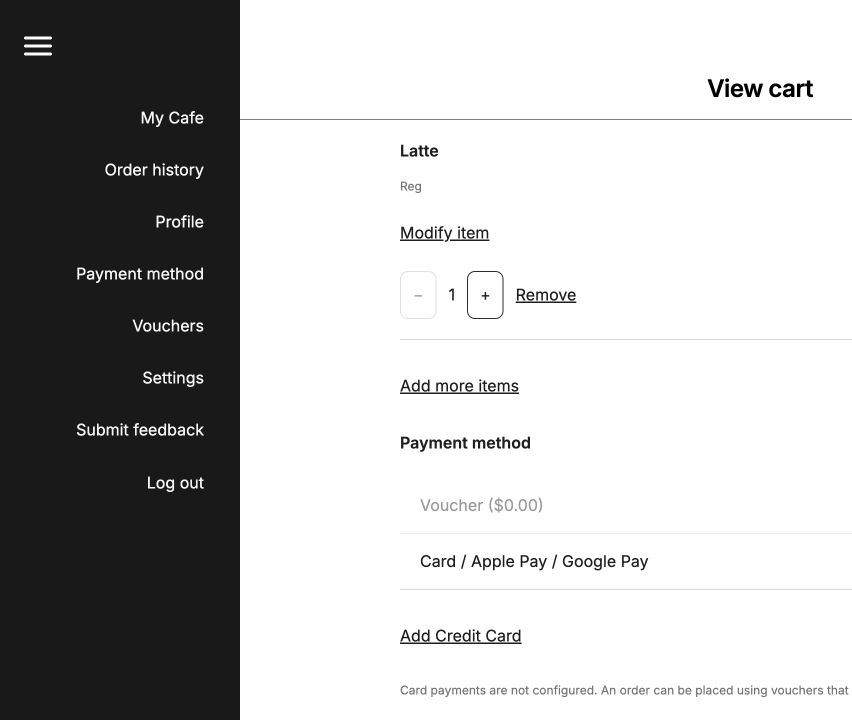 My Cafe
Order history
Profile
Payment method
Vouchers
Settings
Submit feedback
Log out
View cart
Latte
Reg
Modify item
− 1 + Remove
Add more items
Payment method
Voucher ($0.00)
Card / Apple Pay / Google Pay
Add Credit Card
Card payments are not configured. An order can be placed using vouchers that